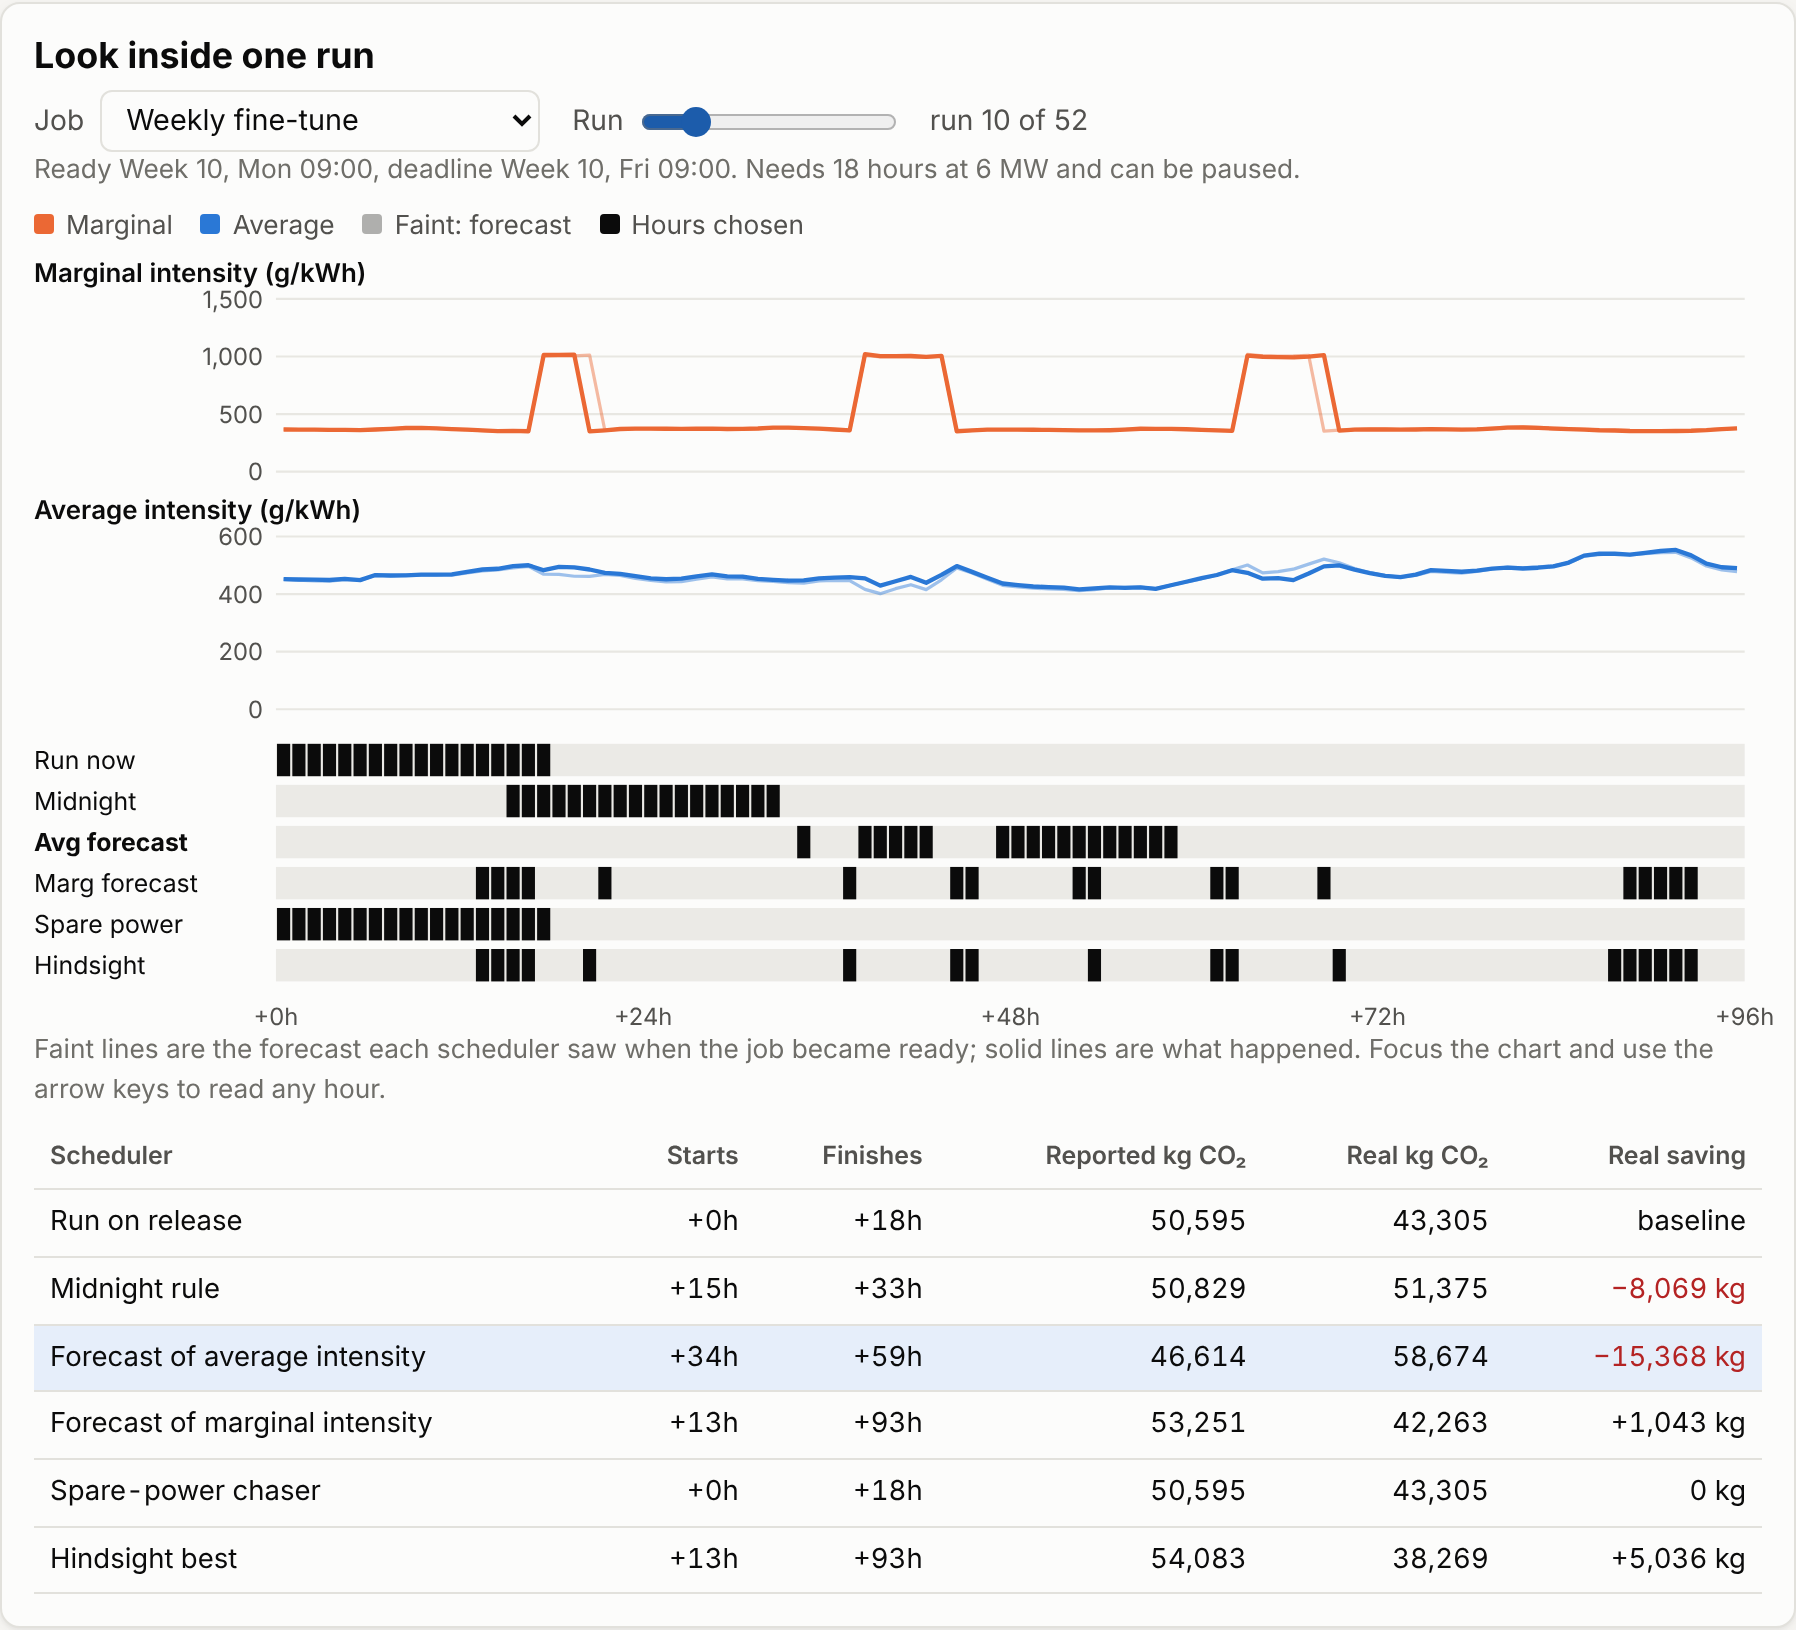 Look inside one run
Job Weekly fine-tune Run run 10 of 52
Ready Week 10, Mon 09:00, deadline Week 10, Fri 09:00. Needs 18 hours at 6 MW and can be paused.
Marginal Average Faint: forecast Hours chosen
Marginal intensity (g/kWh)
1,500
1,000
500
0
Average intensity (g/kWh)
600
400
200
0
Run now
Midnight
Avg forecast
Marg forecast
Spare power
Hindsight
+0h +24h +48h +72h +96h
Faint lines are the forecast each scheduler saw when the job became ready; solid lines are what happened. Focus the chart and use the
arrow keys to read any hour.
Scheduler Starts Finishes Reported kg CO₂ Real kg CO₂ Real saving
Run on release +0h +18h 50,595 43,305 baseline
Midnight rule +15h +33h 50,829 51,375 −8,069 kg
Forecast of average intensity +34h +59h 46,614 58,674 −15,368 kg
Forecast of marginal intensity +13h +93h 53,251 42,263 +1,043 kg
Spare-power chaser +0h +18h 50,595 43,305 0 kg
Hindsight best +13h +93h 54,083 38,269 +5,036 kg